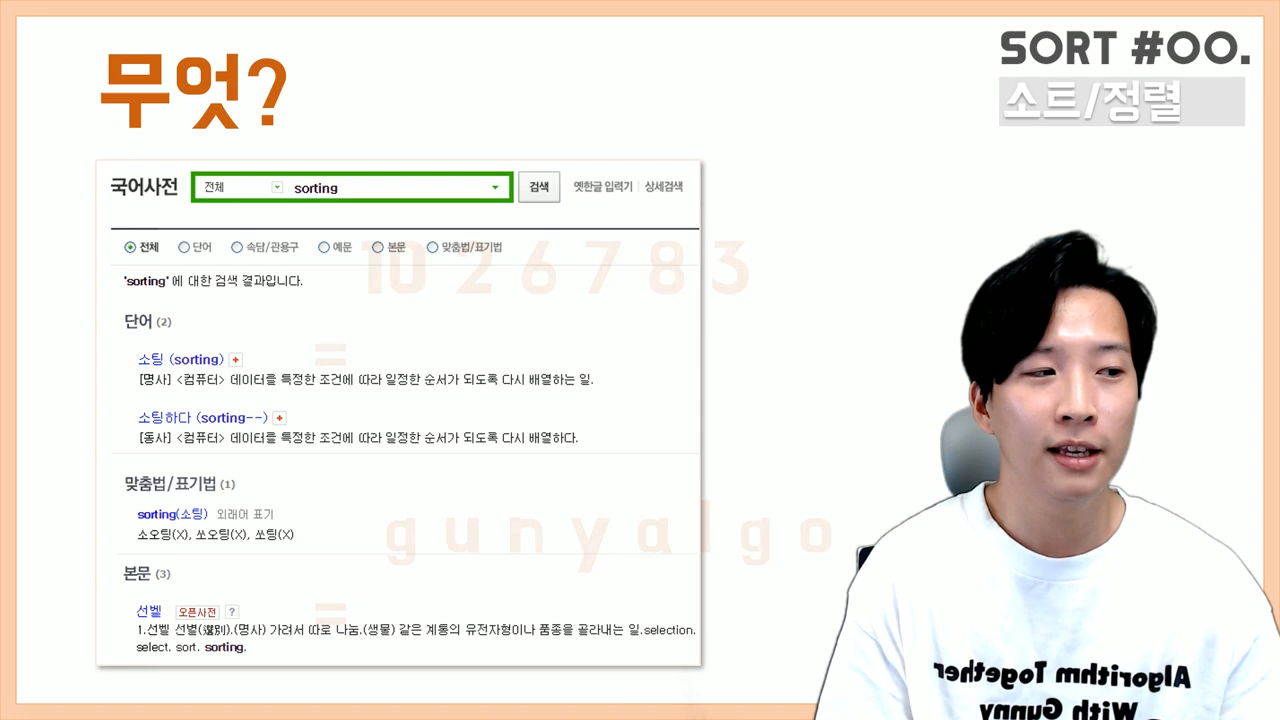 무엇?
SORT #00.
소트/정렬
국어사전 전체 sorting 검색 옛한글 입력기 상세검색
전체 단어 속담/관용구 예문 본문 맞춤법/표기법
1026783
'sorting' 에 대한 검색 결과입니다.
단어 (2)
=
소팅 (sorting)
[명사] <컴퓨터> 데이터를 특정한 조건에 따라 일정한 순서가 되도록 다시 배열하는 일.
소팅하다 (sorting--)
[동사] <컴퓨터> 데이터를 특정한 조건에 따라 일정한 순서가 되도록 다시 배열하다.
맞춤법/표기법 (1)
sorting(소팅) 외래어 표기
소오팅(X), 쏘오팅(X), 쏘팅(X)
gunyalgo
본문 (3)
=
선벨 오픈사전 ?
1.선벨 선별(選別).(명사) 가려서 따로 나눔.(생물) 같은 계통의 유전자형이나 품종을 골라내는 일.selection.
select. sort. sorting.
Algorithm Together
With Gunny